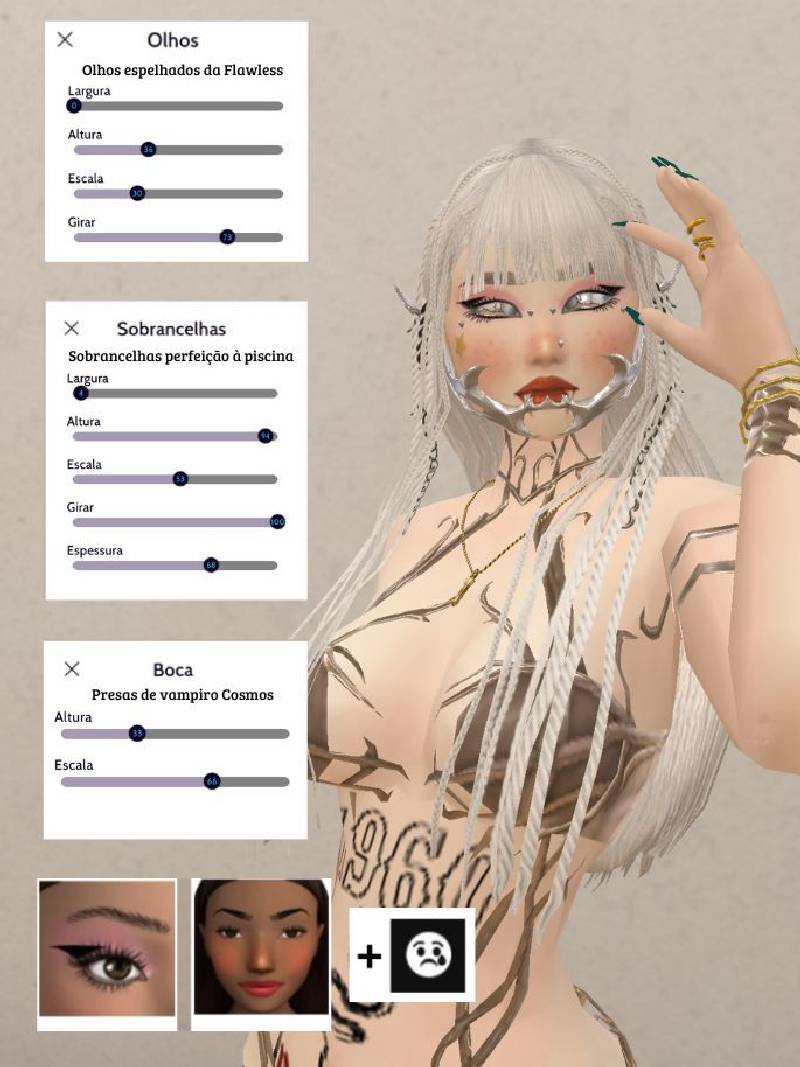 Olhos
Olhos espelhados da Flawless
Largura
0
Altura
36
Escala
30
Girar
73
Sobrancelhas
Sobrancelhas perfeição à piscina
Largura
4
Altura
94
Escala
53
Girar
100
Espessura
68
Boca
Presas de vampiro Cosmos
Altura
33
Escala
66
+